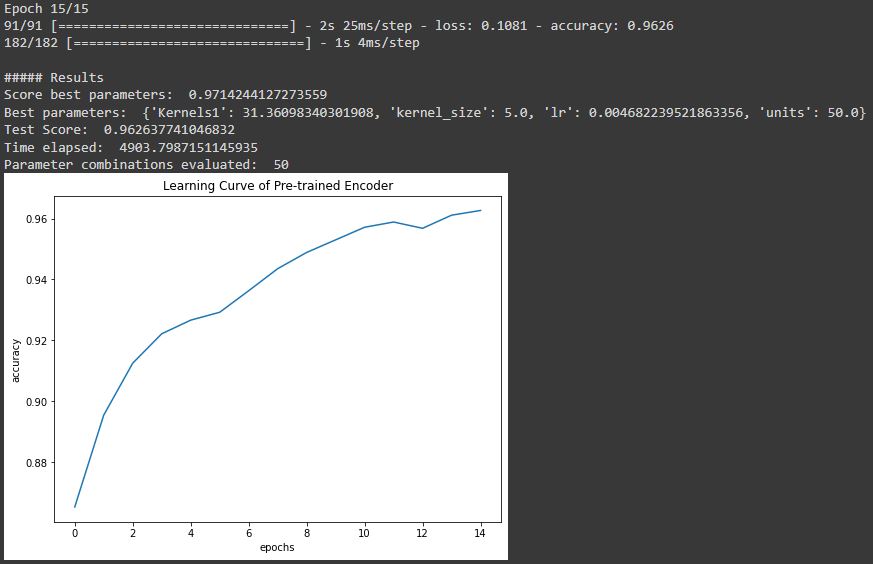 Epoch 15/15
91/91 [==============================] - 2s 25ms/step - loss: 0.1081 - accuracy: 0.9626
182/182 [==============================] - 1s 4ms/step
##### Results
Score best parameters:  0.9714244127273559
Best parameters:  {'Kernels1': 31.36098340301908, 'kernel_size': 5.0, 'lr': 0.004682239521863356, 'units': 50.0}
Test Score:  0.962637741046832
Time elapsed:  4903.7987151145935
Parameter combinations evaluated:  50
Learning Curve of Pre-trained Encoder
0.96
0.94
0.92
0.90
0.88
accuracy
0 2 4 6 8 10 12 14
epochs